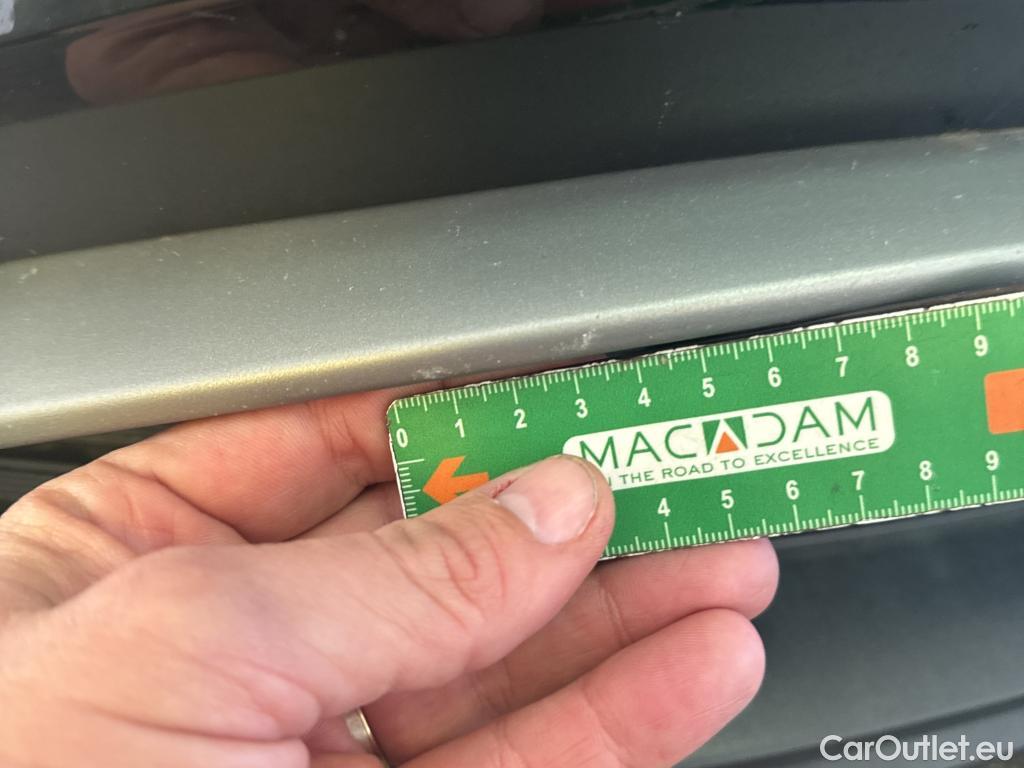 0 1 2 3 4 5 6 7 8 9
MACADAM
N THE ROAD TO EXCELLENCE
4 5 6 7 8 9
CarOutlet.eu